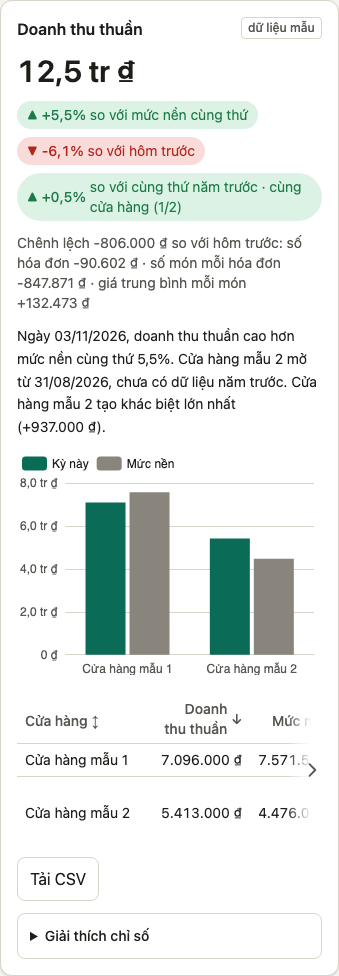 Doanh thu thuần
dữ liệu mẫu
12,5 tr ₫
▲ +5,5% so với mức nền cùng thứ
▼ -6,1% so với hôm trước
▲ +0,5% so với cùng thứ năm trước · cùng
cửa hàng (1/2)
Chênh lệch -806.000 ₫ so với hôm trước: số
hóa đơn -90.602 ₫ · số món mỗi hóa đơn
-847.871 ₫ · giá trung bình mỗi món
+132.473 ₫
Ngày 03/11/2026, doanh thu thuần cao hơn
mức nền cùng thứ 5,5%. Cửa hàng mẫu 2 mở
từ 31/08/2026, chưa có dữ liệu năm trước. Cửa
hàng mẫu 2 tạo khác biệt lớn nhất
(+937.000 ₫).
Kỳ này Mức nền
8,0 tr ₫
6,0 tr ₫
4,0 tr ₫
2,0 tr ₫
0 ₫
Cửa hàng mẫu 1 Cửa hàng mẫu 2
Cửa hàng ↕ Doanh thu thuần ↓ Mức
Cửa hàng mẫu 1 7.096.000 ₫ 7.571.5
Cửa hàng mẫu 2 5.413.000 ₫ 4.476.0
Tải CSV
▶ Giải thích chỉ số